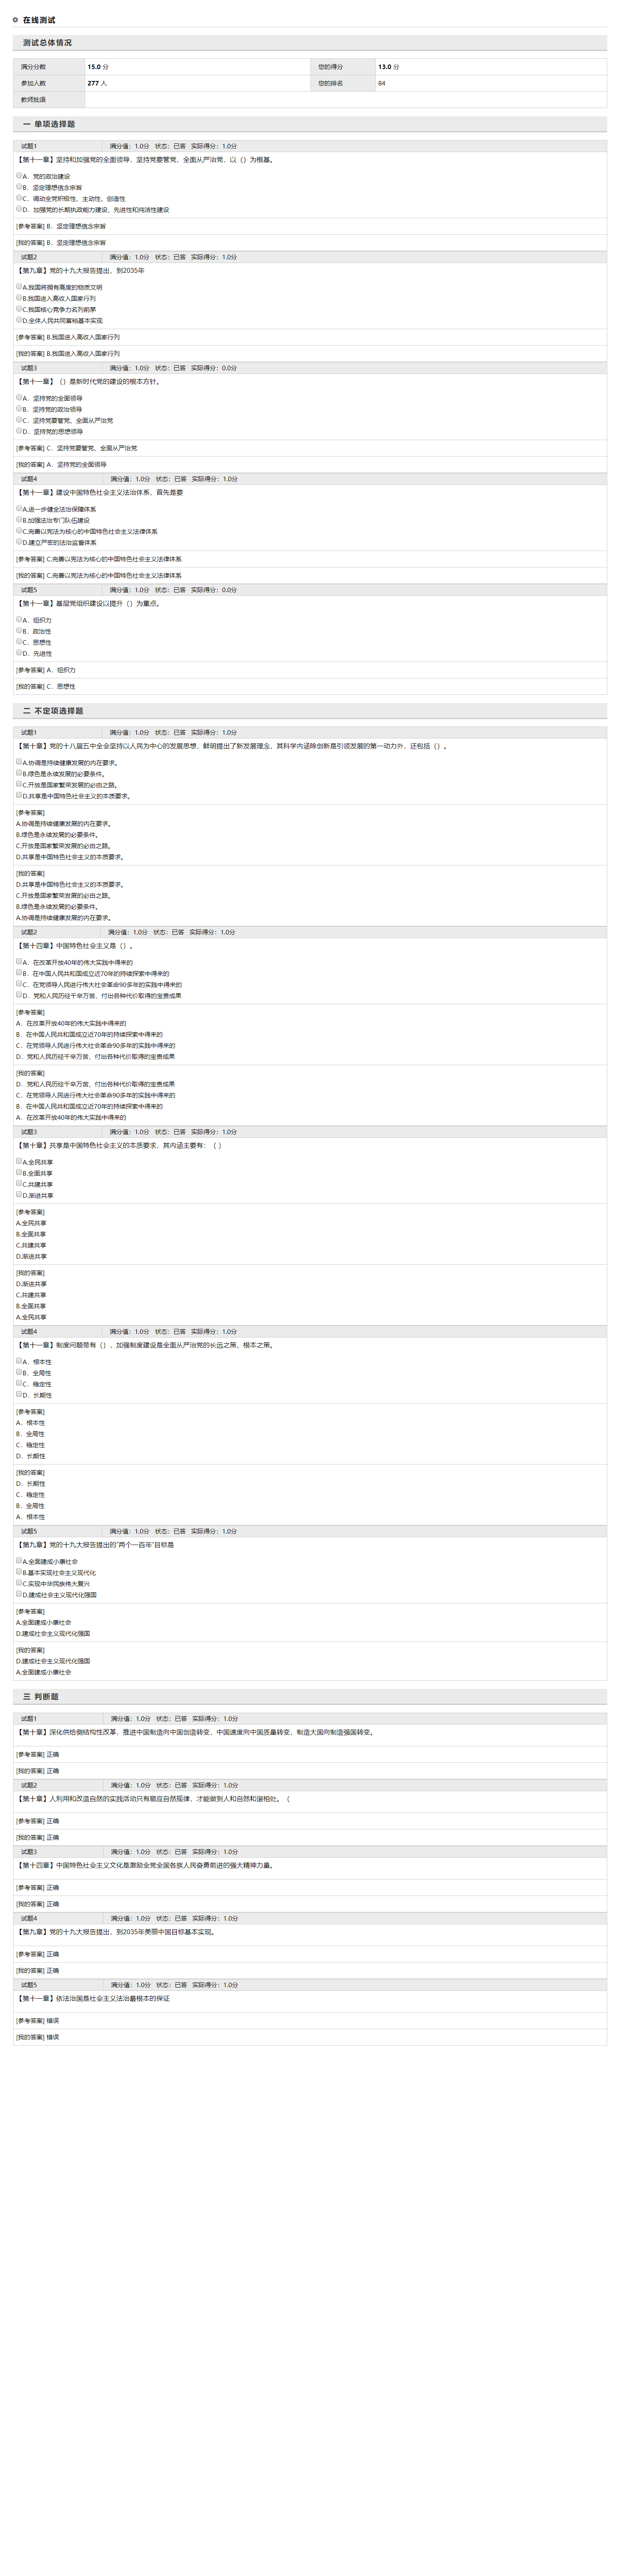 在线测试
测试总体情况
满分分数 15.0 分 您的得分 13.0 分
参加人数 277 人 您的排名 84
教师批语
一 单项选择题
试题1 满分值：1.0分 状态：已答 实际得分：1.0分
【第十一章】坚持和加强党的全面领导，坚持党要管党，全面从严治党，以（）为根基。
A．党的政治建设
B．坚定理想信念宗旨
C．调动全党积极性、主动性、创造性
D．加强党的长期执政能力建设、先进性和纯洁性建设
[参考答案] B．坚定理想信念宗旨
[我的答案] B．坚定理想信念宗旨
试题2 满分值：1.0分 状态：已答 实际得分：1.0分
【第九章】党的十九大报告提出，到2035年
A.我国将拥有高度的物质文明
B.我国进入高收入国家行列
C.我国核心竞争力名列前茅
D.全体人民共同富裕基本实现
[参考答案] B.我国进入高收入国家行列
[我的答案] B.我国进入高收入国家行列
试题3 满分值：1.0分 状态：已答 实际得分：0.0分
【第十一章】（）是新时代党的建设的根本方针。
A．坚持党的全面领导
B．坚持党的政治领导
C．坚持党要管党、全面从严治党
D．坚持党的思想领导
[参考答案] C．坚持党要管党、全面从严治党
[我的答案] A．坚持党的全面领导
试题4 满分值：1.0分 状态：已答 实际得分：1.0分
【第十一章】建设中国特色社会主义法治体系，首先是要
A.进一步健全法治保障体系
B.加强法治专门队伍建设
C.完善以宪法为核心的中国特色社会主义法律体系
D.建立严密的法治监督体系
[参考答案] C.完善以宪法为核心的中国特色社会主义法律体系
[我的答案] C.完善以宪法为核心的中国特色社会主义法律体系
试题5 满分值：1.0分 状态：已答 实际得分：0.0分
【第十一章】基层党组织建设以提升（）为重点。
A．组织力
B．政治性
C．思想性
D．先进性
[参考答案] A．组织力
[我的答案] C．思想性
二 不定项选择题
试题1 满分值：1.0分 状态：已答 实际得分：1.0分
【第十章】党的十八届五中全会坚持以人民为中心的发展思想，鲜明提出了新发展理念，其科学内涵除创新是引领发展的第一动力外，还包括（）。
A.协调是持续健康发展的内在要求。
B.绿色是永续发展的必要条件。
C.开放是国家繁荣发展的必由之路。
D.共享是中国特色社会主义的本质要求。
[参考答案]
A.协调是持续健康发展的内在要求。
B.绿色是永续发展的必要条件。
C.开放是国家繁荣发展的必由之路。
D.共享是中国特色社会主义的本质要求。
[我的答案]
D.共享是中国特色社会主义的本质要求。
C.开放是国家繁荣发展的必由之路。
B.绿色是永续发展的必要条件。
A.协调是持续健康发展的内在要求。
试题2 满分值：1.0分 状态：已答 实际得分：1.0分
【第十四章】中国特色社会主义是（）。
A．在改革开放40年的伟大实践中得来的
B．在中国人民共和国成立近70年的持续探索中得来的
C．在党领导人民进行伟大社会革命90多年的实践中得来的
D．党和人民历经千辛万苦、付出各种代价取得的宝贵成果
[参考答案]
A．在改革开放40年的伟大实践中得来的
B．在中国人民共和国成立近70年的持续探索中得来的
C．在党领导人民进行伟大社会革命90多年的实践中得来的
D．党和人民历经千辛万苦、付出各种代价取得的宝贵成果
[我的答案]
D．党和人民历经千辛万苦、付出各种代价取得的宝贵成果
C．在党领导人民进行伟大社会革命90多年的实践中得来的
B．在中国人民共和国成立近70年的持续探索中得来的
A．在改革开放40年的伟大实践中得来的
试题3 满分值：1.0分 状态：已答 实际得分：1.0分
【第十章】共享是中国特色社会主义的本质要求，其内涵主要有：（ ）
A.全民共享
B.全面共享
C.共建共享
D.渐进共享
[参考答案]
A.全民共享
B.全面共享
C.共建共享
D.渐进共享
[我的答案]
D.渐进共享
C.共建共享
B.全面共享
A.全民共享
试题4 满分值：1.0分 状态：已答 实际得分：1.0分
【第十一章】制度问题带有（），加强制度建设是全面从严治党的长远之策、根本之策。
A．根本性
B．全局性
C．稳定性
D．长期性
[参考答案]
A．根本性
B．全局性
C．稳定性
D．长期性
[我的答案]
D．长期性
C．稳定性
B．全局性
A．根本性
试题5 满分值：1.0分 状态：已答 实际得分：1.0分
【第九章】党的十九大报告提出的“两个一百年”目标是
A.全面建成小康社会
B.基本实现社会主义现代化
C.实现中华民族伟大复兴
D.建成社会主义现代化强国
[参考答案]
A.全面建成小康社会
D.建成社会主义现代化强国
[我的答案]
D.建成社会主义现代化强国
A.全面建成小康社会
三 判断题
试题1 满分值：1.0分 状态：已答 实际得分：1.0分
【第十章】深化供给侧结构性改革，推进中国制造向中国创造转变，中国速度向中国质量转变，制造大国向制造强国转变。
[参考答案] 正确
[我的答案] 正确
试题2 满分值：1.0分 状态：已答 实际得分：1.0分
【第十章】人利用和改造自然的实践活动只有顺应自然规律，才能做到人和自然和谐相处。（
[参考答案] 正确
[我的答案] 正确
试题3 满分值：1.0分 状态：已答 实际得分：1.0分
【第十四章】中国特色社会主义文化是激励全党全国各族人民奋勇前进的强大精神力量。
[参考答案] 正确
[我的答案] 正确
试题4 满分值：1.0分 状态：已答 实际得分：1.0分
【第九章】党的十九大报告提出，到2035年美丽中国目标基本实现。
[参考答案] 正确
[我的答案] 正确
试题5 满分值：1.0分 状态：已答 实际得分：1.0分
【第十一章】依法治国是社会主义法治最根本的保证
[参考答案] 错误
[我的答案] 错误